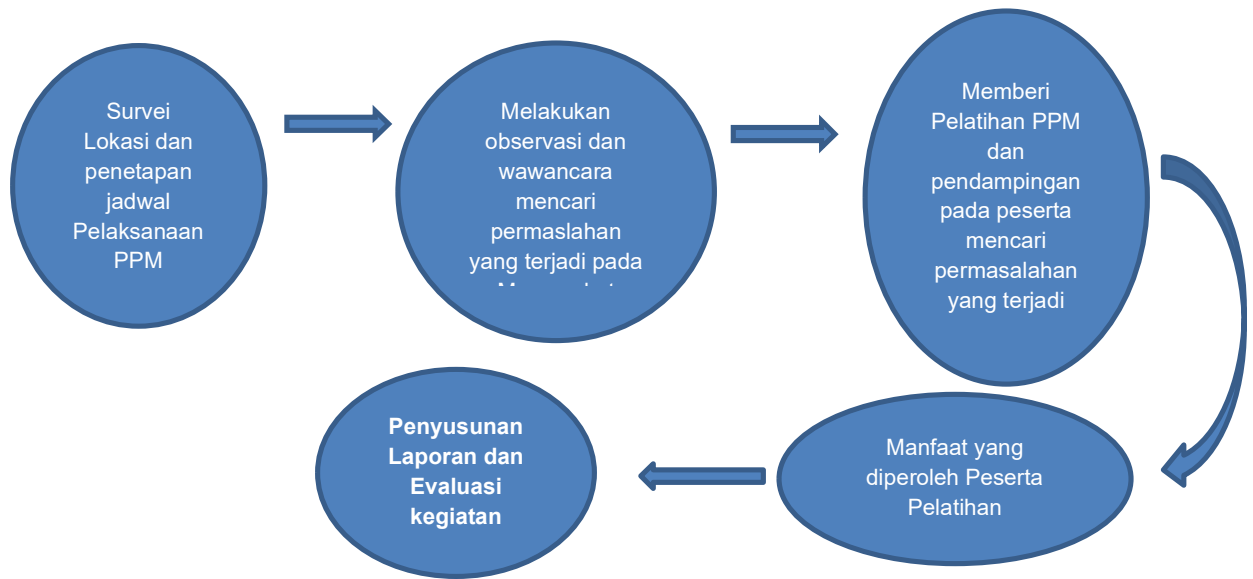 Survei
Lokasi dan
penetapan
jadwal
Pelaksanaan
PPM
Melakukan
observasi dan
wawancara
mencari
permaslahan
yang terjadi pada
Memberi
Pelatihan PPM
dan
pendampingan
pada peserta
mencari
permasalahan
yang terjadi
Manfaat yang
diperoleh Peserta
Pelatihan
Penyusunan
Laporan dan
Evaluasi
kegiatan